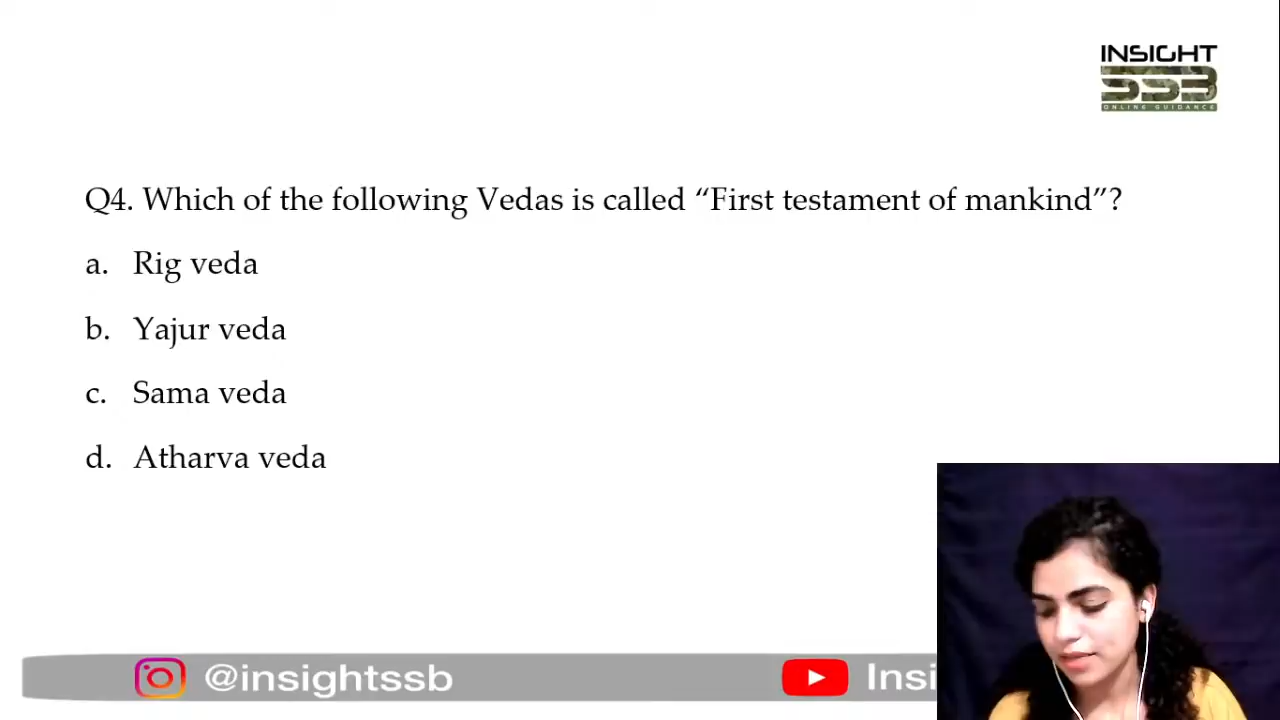 INSIGHT
SSB
ONLINE GUIDANCE
Q4. Which of the following Vedas is called “First testament of mankind”?
a. Rig veda
b. Yajur veda
c. Sama veda
d. Atharva veda
@insightssb
Insi